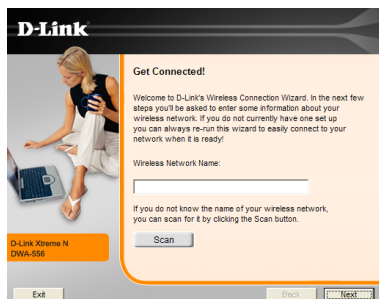 D-Link
Get Connected!
Welcome to D-Link's Wireless Connection Wizard. In the next few
steps you'll be asked to enter some information about your
wireless network. If you do not currently have one set up
you can always re-run this wizard to easily connect to your
network when it is ready!
Wireless Network Name:
If you do not know the name of your wireless network,
you can scan for it by clicking the Scan button.
Scan
D-Link Xtreme N
DWA-556
Exit
Back
Next